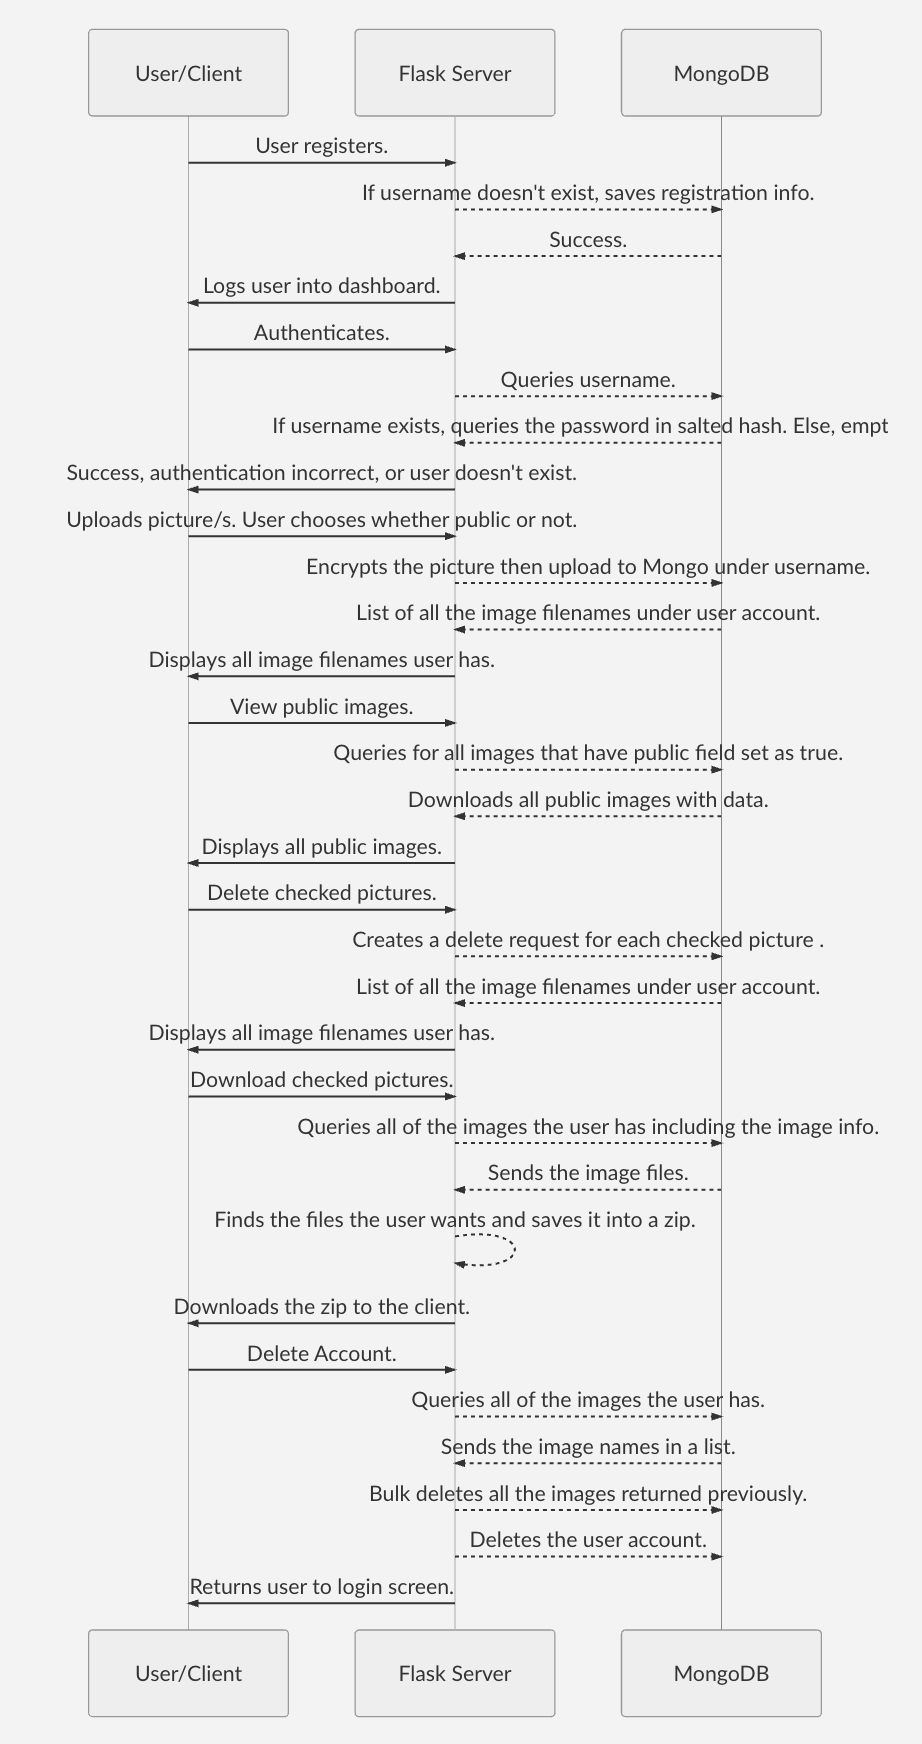 User/Client
Flask Server
MongoDB
User registers.
If username doesn't exist, saves registration info.
Success.
Logs user into dashboard.
Authenticates.
Queries username.
If username exists, queries the password in salted hash. Else, empt
Success, authentication incorrect, or user doesn't exist.
Uploads picture/s. User chooses whether public or not.
Encrypts the picture then upload to Mongo under username.
List of all the image filenames under user account.
Displays all image filenames user has.
View public images.
Queries for all images that have public field set as true.
Downloads all public images with data.
Displays all public images.
Delete checked pictures.
Creates a delete request for each checked picture .
List of all the image filenames under user account.
Displays all image filenames user has.
Download checked pictures.
Queries all of the images the user has including the image info.
Sends the image files.
Finds the files the user wants and saves it into a zip.
Downloads the zip to the client.
Delete Account.
Queries all of the images the user has.
Sends the image names in a list.
Bulk deletes all the images returned previously.
Deletes the user account.
Returns user to login screen.
User/Client
Flask Server
MongoDB